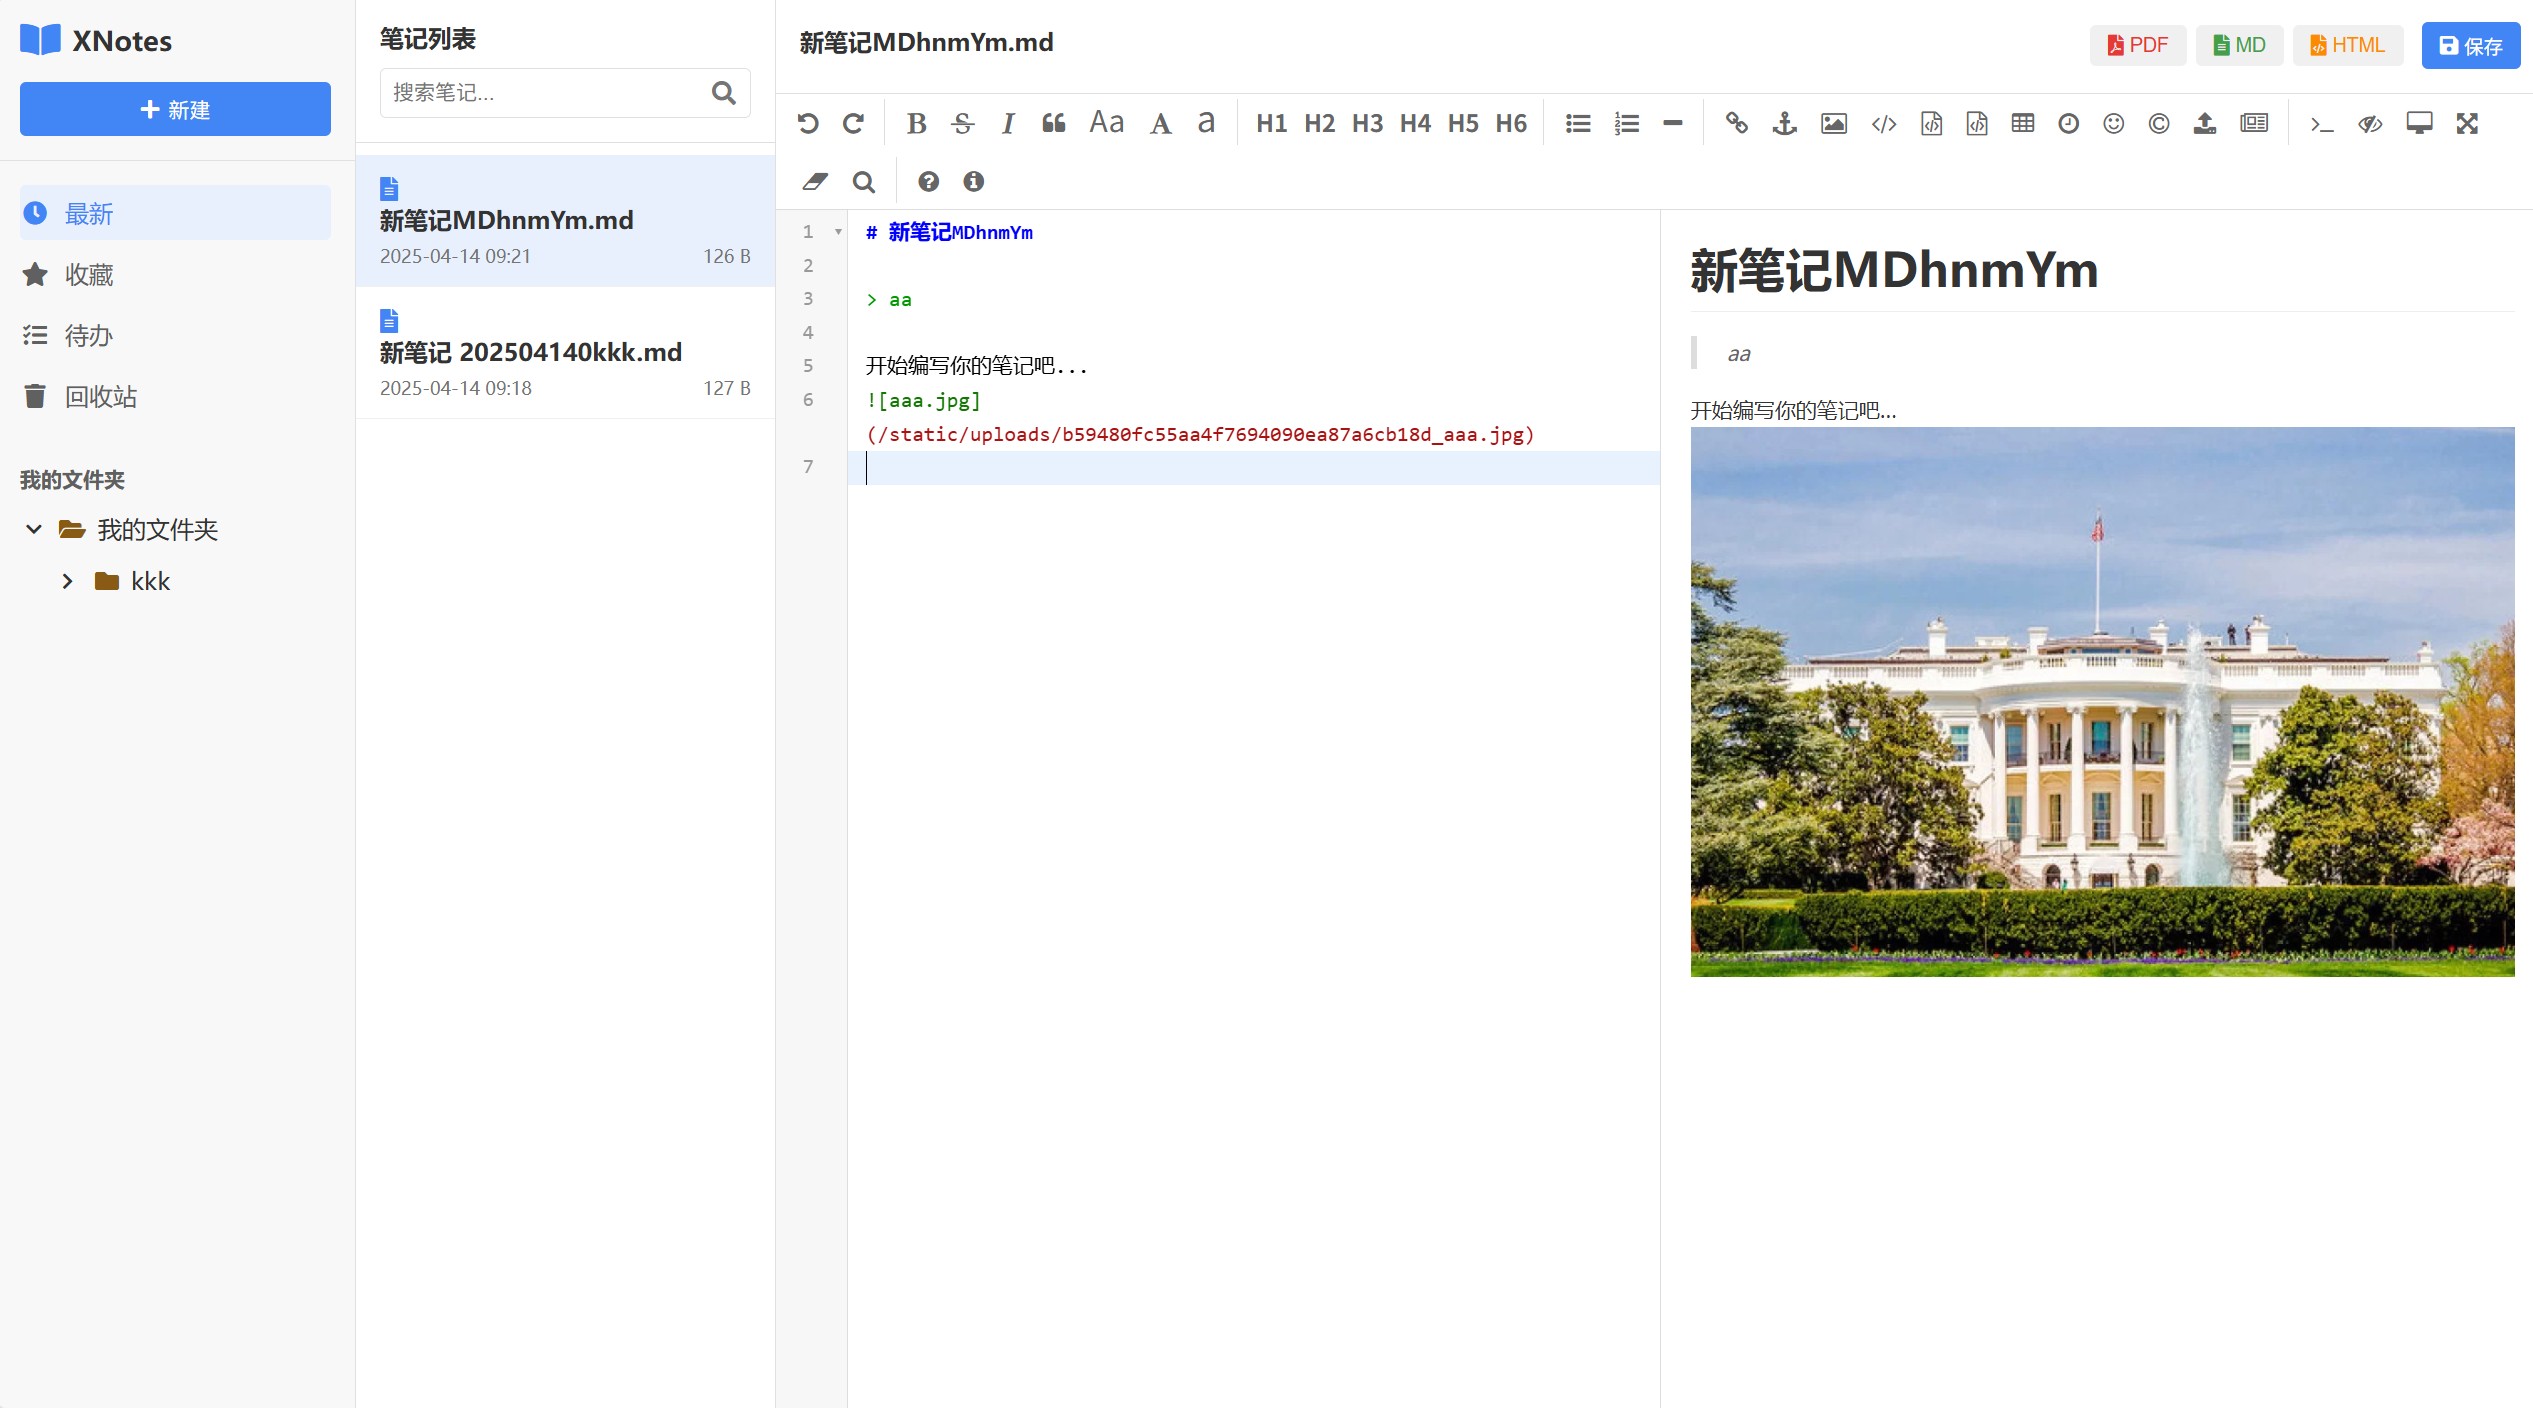 XNotes
新建
最新
收藏
待办
回收站
我的文件夹
我的文件夹
kkk
笔记列表
搜索笔记...
新笔记MDhnmYm.md
2025-04-14 09:21 126 B
新笔记 202504140kkk.md
2025-04-14 09:18 127 B
新笔记MDhnmYm.md
PDF MD HTML 保存
B S I Aa A a H1 H2 H3 H4 H5 H6
1 # 新笔记MDhnmYm
2
3 > aa
4
5 开始编写你的笔记吧...
6 ![aaa.jpg]
(/static/uploads/b59480fc55aa4f7694090ea87a6cb18d_aaa.jpg)
7
新笔记MDhnmYm
aa
开始编写你的笔记吧...